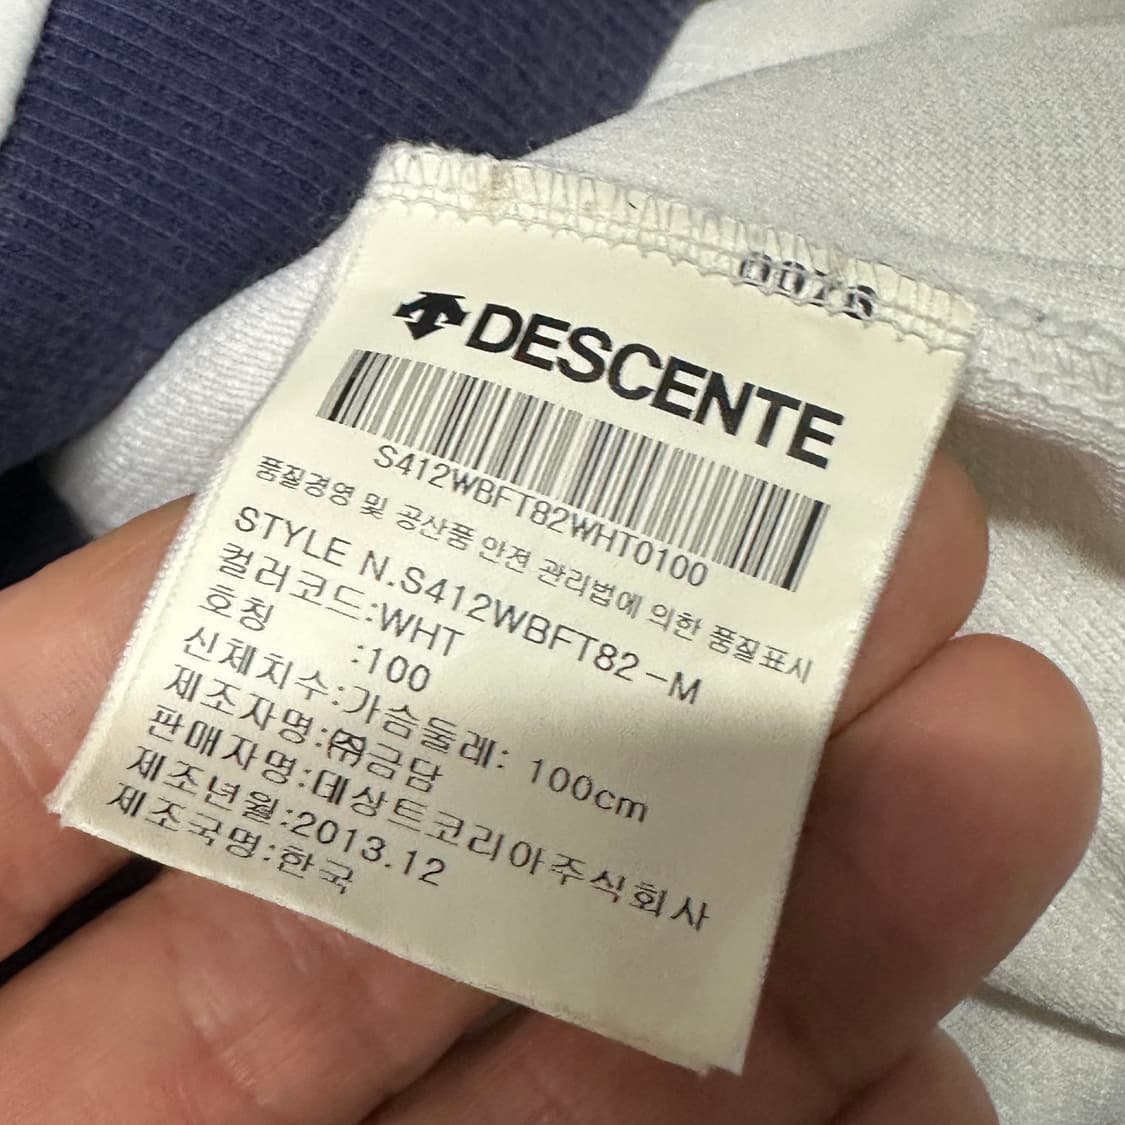 DESCENTE
S412WBFT82WHT0100
품질경영 및 공산품 안전 관리법에 의한 품질표시
STYLE N.S412WBFT82-M
컬러코드:WHT
호칭 :100
신체치수:가슴둘레: 100cm
제조자명:㈜금담
판매자명:데상트코리아주식회사
제조년월:2013.12
제조국명:한국